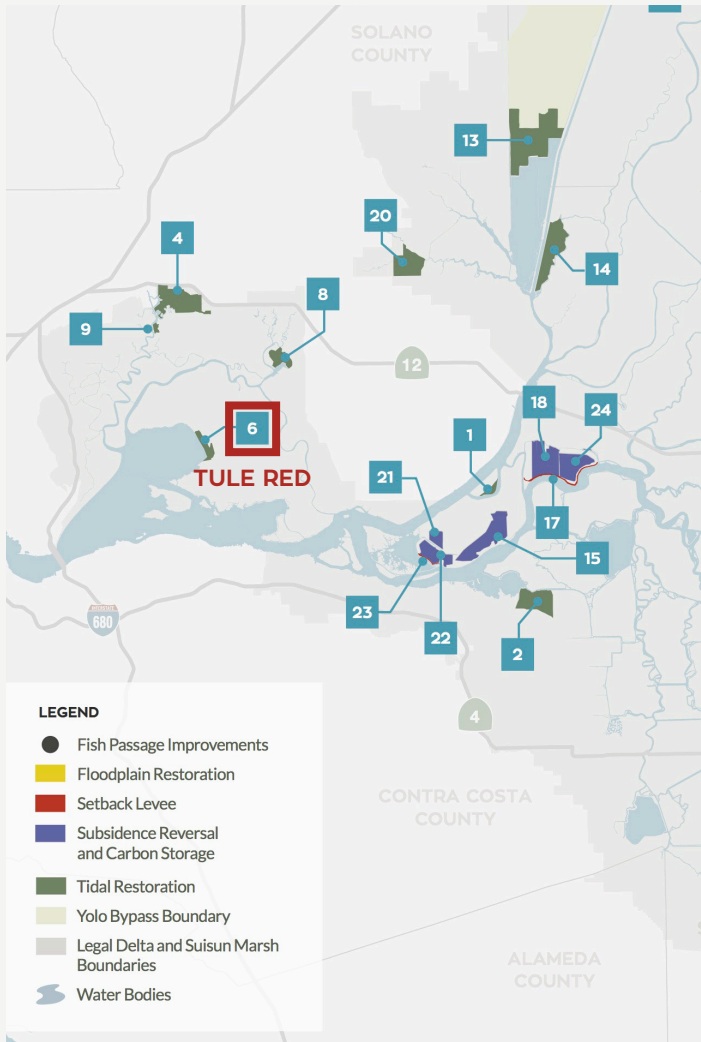 SOLANO
COUNTY
13
20
4
14
8
9
12
18
24
1
6
TULE RED
21
17
15
23
22
2
INTERSTATE
680
4
LEGEND
Fish Passage Improvements
Floodplain Restoration
Setback Levee
Subsidence Reversal
and Carbon Storage
Tidal Restoration
Yolo Bypass Boundary
Legal Delta and Suisun Marsh
Boundaries
Water Bodies
CONTRA COSTA
COUNTY
ALAMEDA
COUNTY